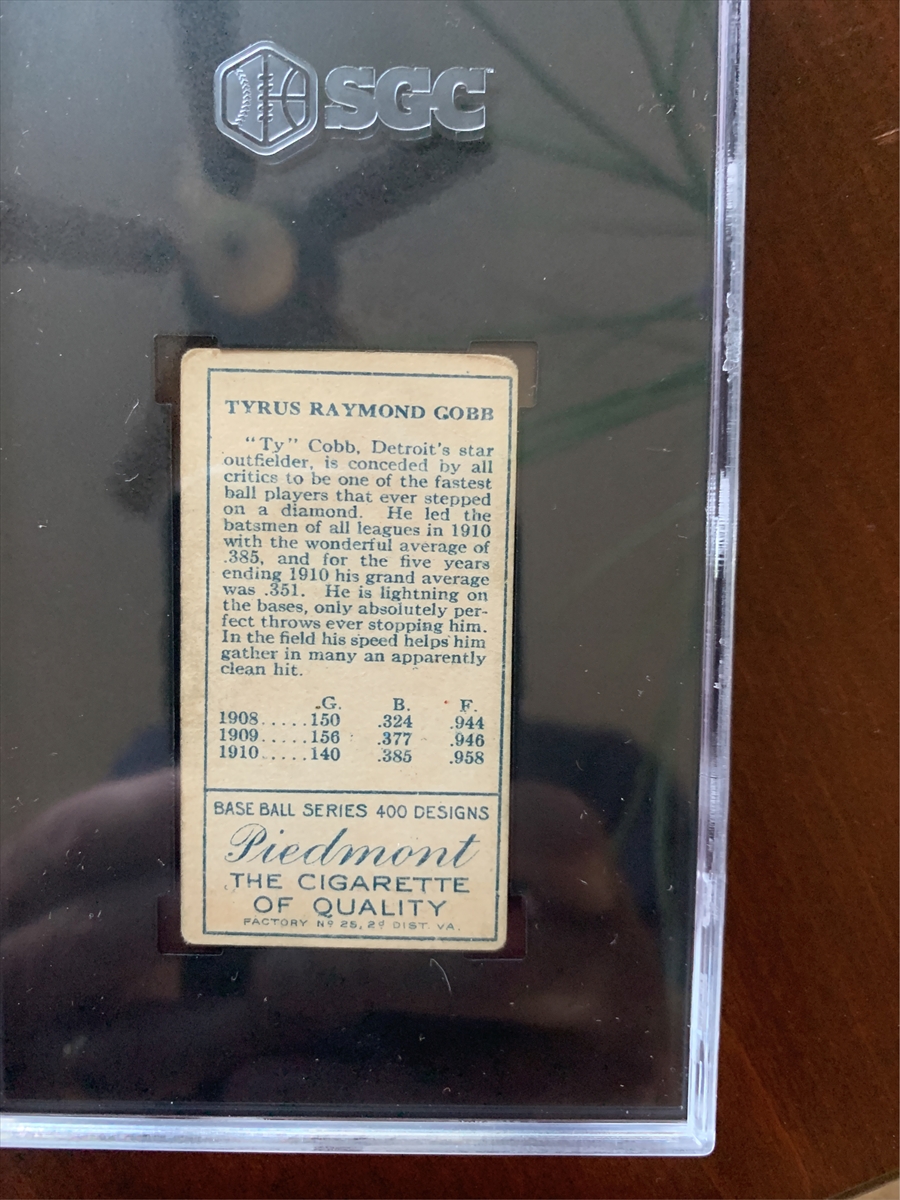 SGC
TYRUS RAYMOND COBB
"Ty" Cobb, Detroit's star
outfielder, is conceded by all
critics to be one of the fastest
ball players that ever stepped
on a diamond. He led the
batsmen of all leagues in 1910
with the wonderful average of
.385, and for the five years
ending 1910 his grand average
was .351. He is lightning on
the bases, only absolutely per-
fect throws ever stopping him.
In the field his speed helps him
gather in many an apparently
clean hit.
G. B. F.
1908.....150 .324 .944
1909.....156 .377 .946
1910.....140 .385 .958
BASE BALL SERIES 400 DESIGNS
Piedmont
THE CIGARETTE
OF QUALITY
FACTORY Nº 25, 2d DIST. VA.